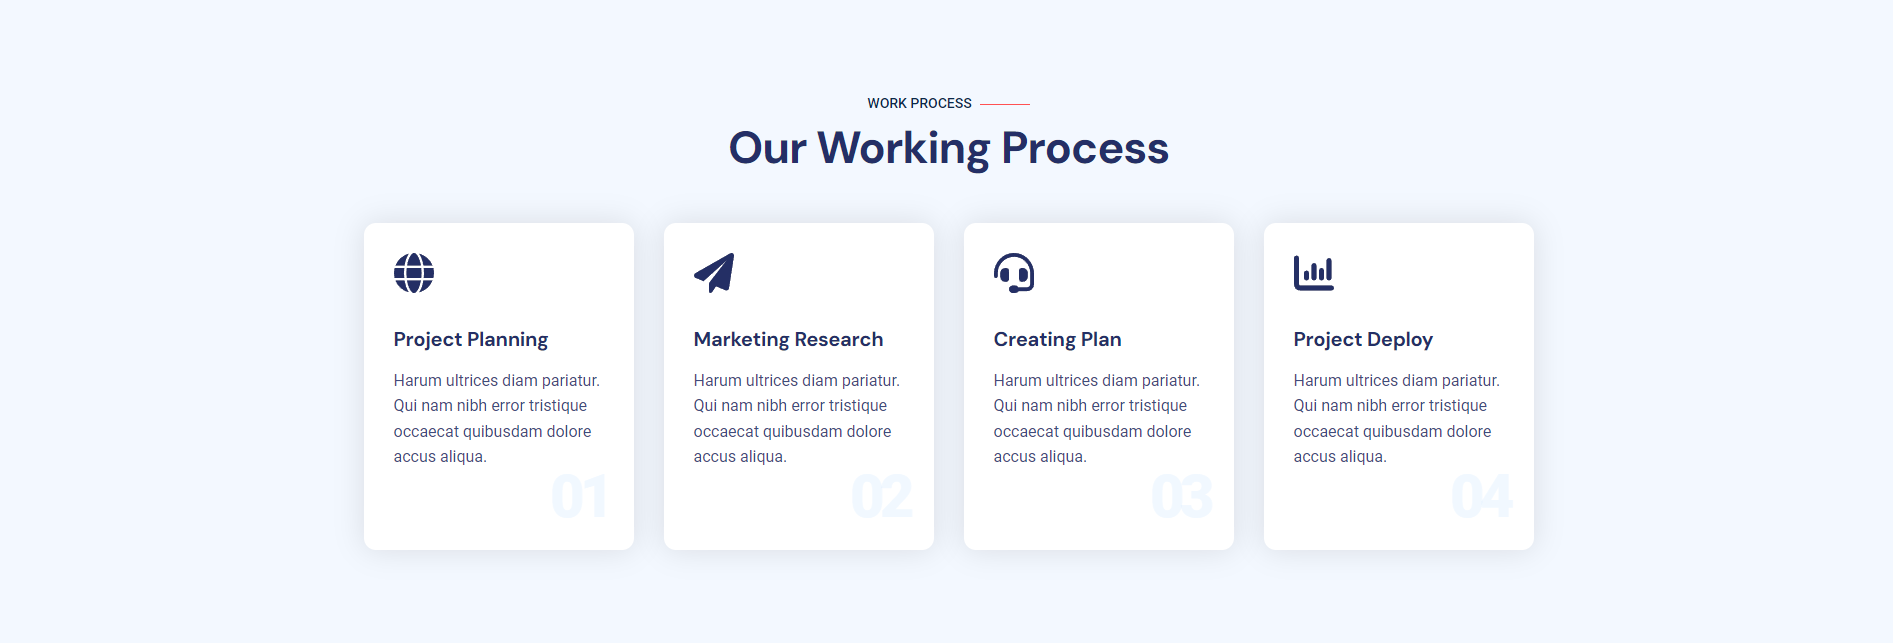 WORK PROCESS
Our Working Process
Project Planning
Harum ultrices diam pariatur.
Qui nam nibh error tristique
occaecat quibusdam dolore
accus aliqua.
01
Marketing Research
Harum ultrices diam pariatur.
Qui nam nibh error tristique
occaecat quibusdam dolore
accus aliqua.
02
Creating Plan
Harum ultrices diam pariatur.
Qui nam nibh error tristique
occaecat quibusdam dolore
accus aliqua.
03
Project Deploy
Harum ultrices diam pariatur.
Qui nam nibh error tristique
occaecat quibusdam dolore
accus aliqua.
04